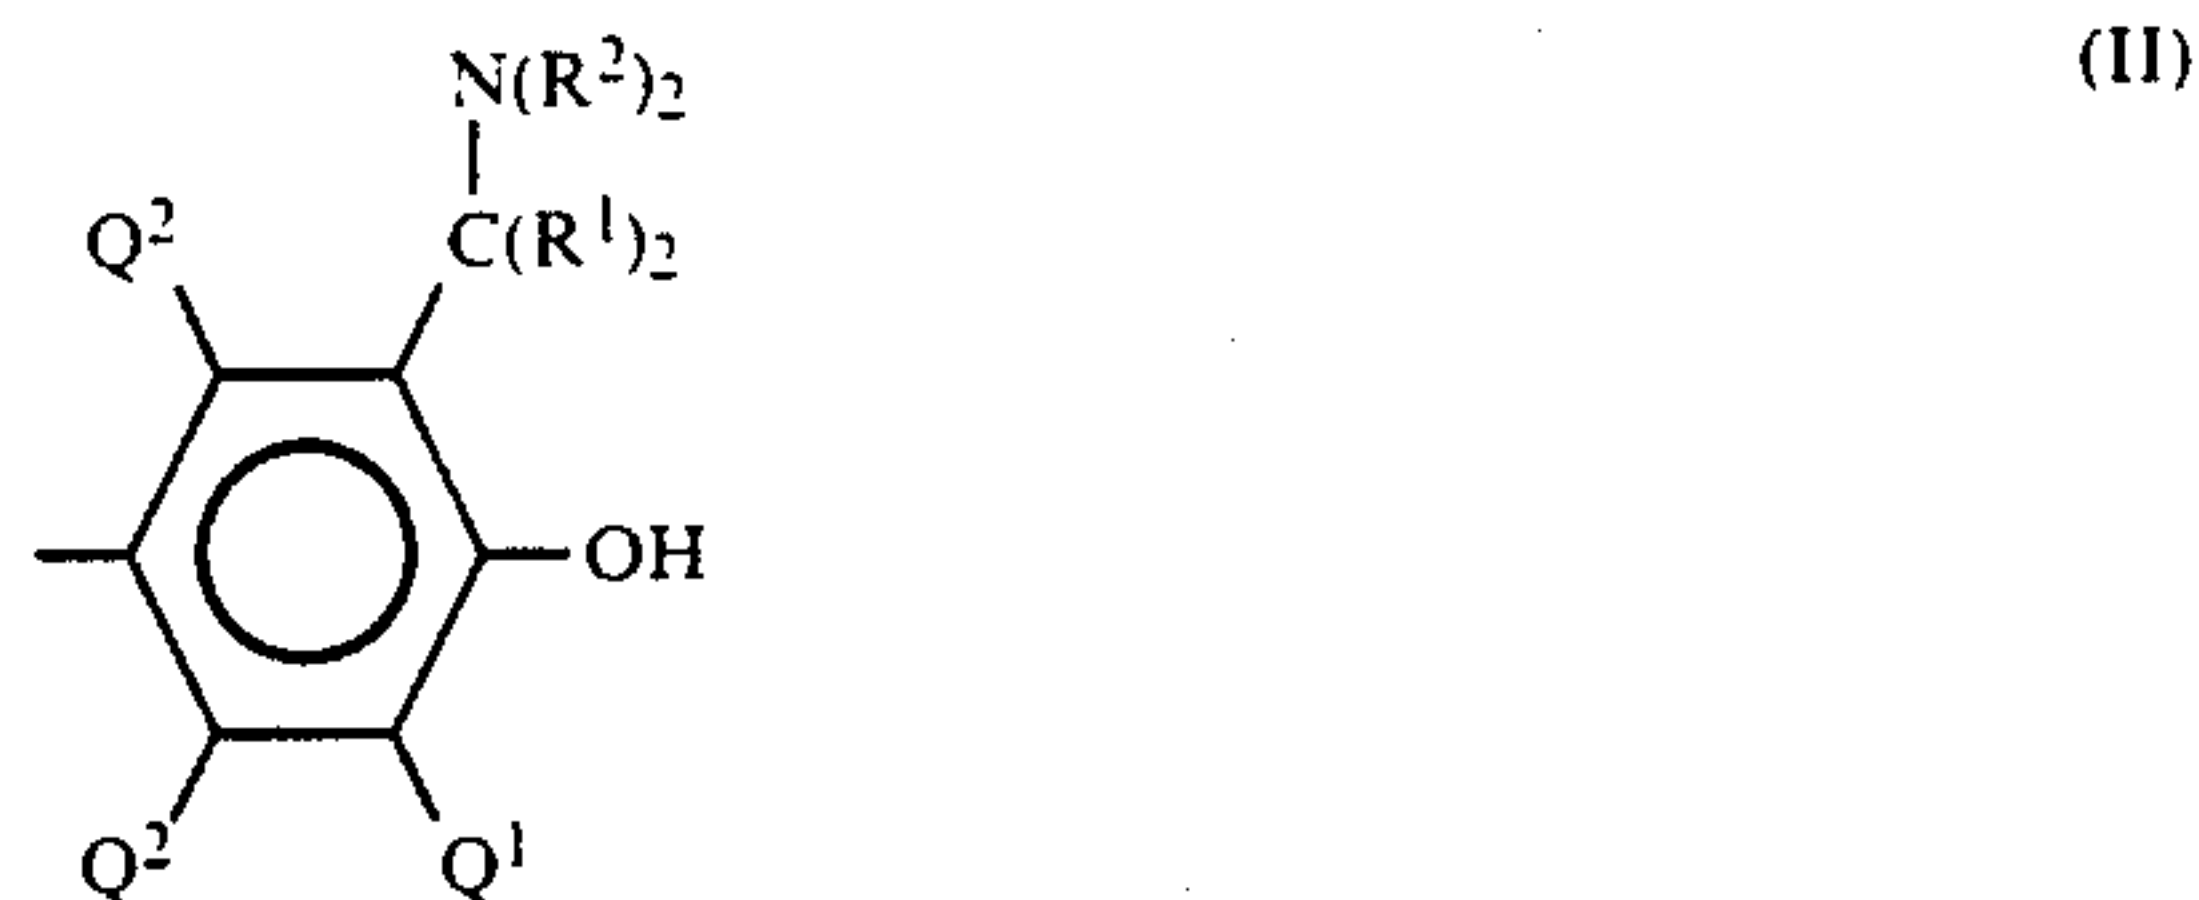 N(R²)₂ (II)
Q² C(R¹)₂
OH
Q² Q¹